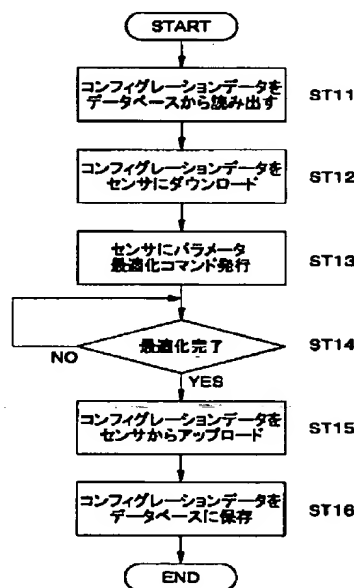 START
コンフィグレーションデータを
データベースから読み出す
ST11
コンフィグレーションデータを
センサにダウンロード
ST12
センサにパラメータ
最適化コマンド発行
ST13
最適化完了
ST14
NO
YES
コンフィグレーションデータを
センサからアップロード
ST15
コンフィグレーションデータを
データベースに保存
ST16
END